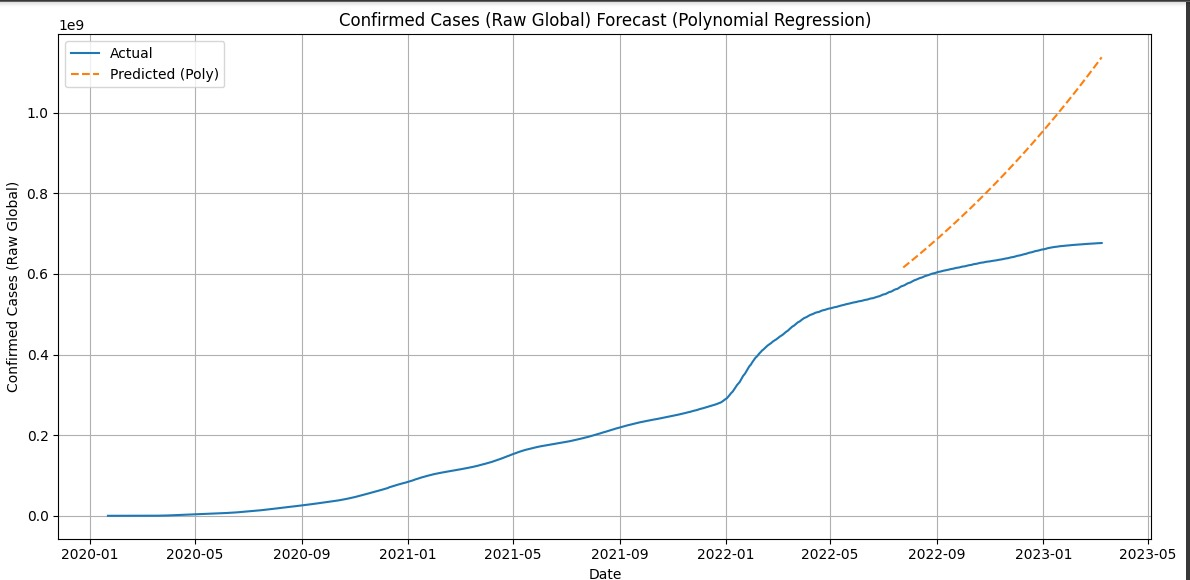 Confirmed Cases (Raw Global) Forecast (Polynomial Regression)
1e9
Actual
Predicted (Poly)
Confirmed Cases (Raw Global)
1.0
0.8
0.6
0.4
0.2
0.0
2020-01 2020-05 2020-09 2021-01 2021-05 2021-09 2022-01 2022-05 2022-09 2023-01 2023-05
Date